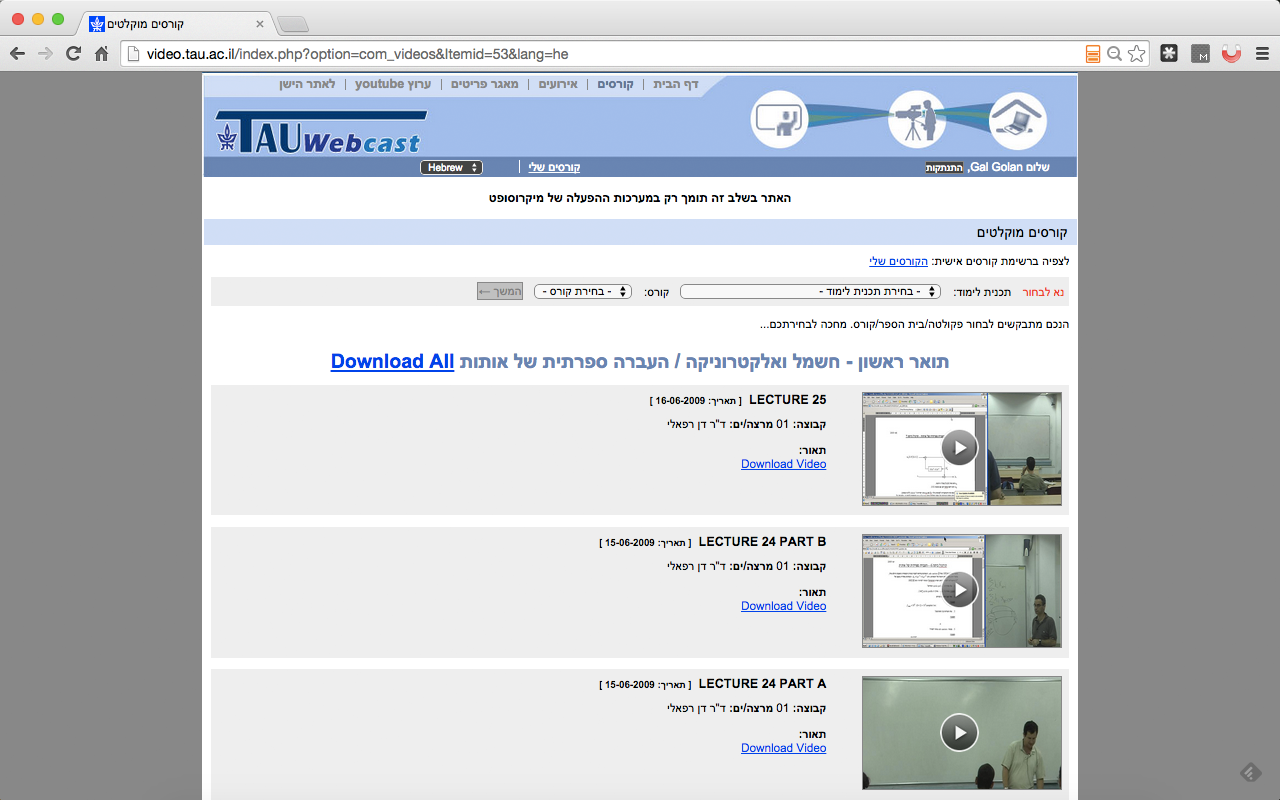 קורסים מוקלטים
video.tau.ac.il/index.php?option=com_videos&Itemid=53&lang=he
דף הבית | קורסים | אירועים | מאגר פריטים | ערוץ youtube | לאתר הישן
TAU Webcast
שלום Gal Golan, התנתקות
קורסים שלי
Hebrew
האתר בשלב זה תומך רק במערכות ההפעלה של מיקרוסופט
קורסים מוקלטים
לצפיה ברשימת קורסים אישית: הקורסים שלי
נא לבחור תכנית לימוד: - בחירת תכנית לימוד - קורס: - בחירת קורס - המשך ←
הנכם מתבקשים לבחור פקולטה/בית הספר/קורס. מחכה לבחירתכם...
תואר ראשון - חשמל ואלקטרוניקה / העברה ספרתית של אותות Download All
LECTURE 25 [ תאריך: 16-06-2009 ]
קבוצה: 01 מרצה/ים: ד"ר דן רפאלי
תאור:
Download Video
LECTURE 24 PART B [ תאריך: 15-06-2009 ]
קבוצה: 01 מרצה/ים: ד"ר דן רפאלי
תאור:
Download Video
LECTURE 24 PART A [ תאריך: 15-06-2009 ]
קבוצה: 01 מרצה/ים: ד"ר דן רפאלי
תאור:
Download Video